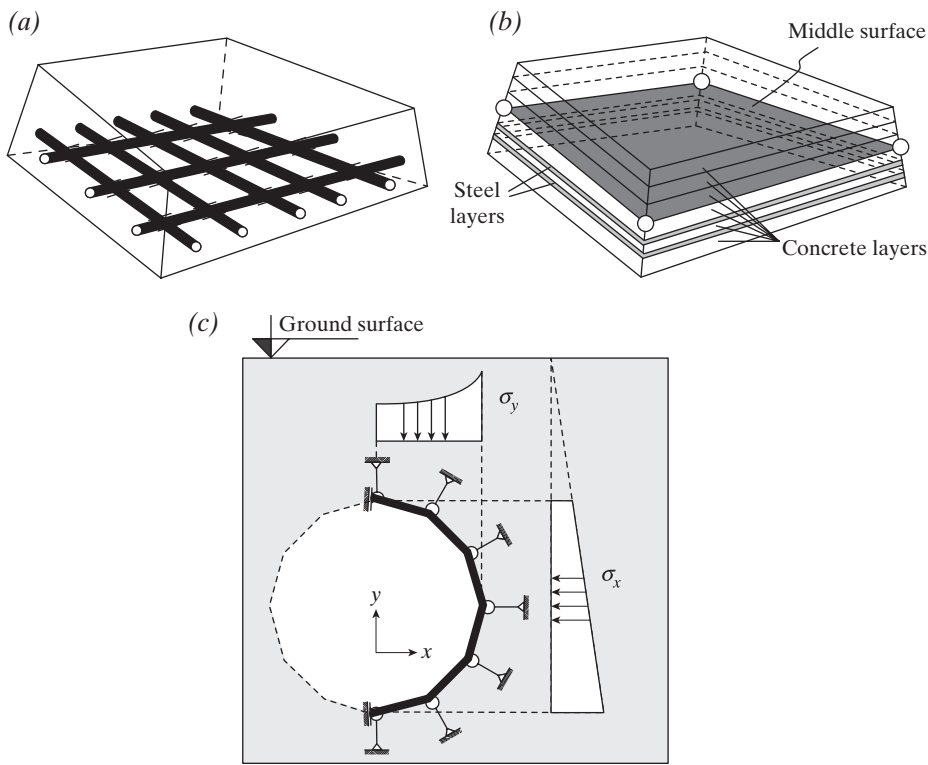 (a)
(b)
Middle surface
Steel
layers
Concrete layers
(c)
Ground surface
σy
σx
y
x